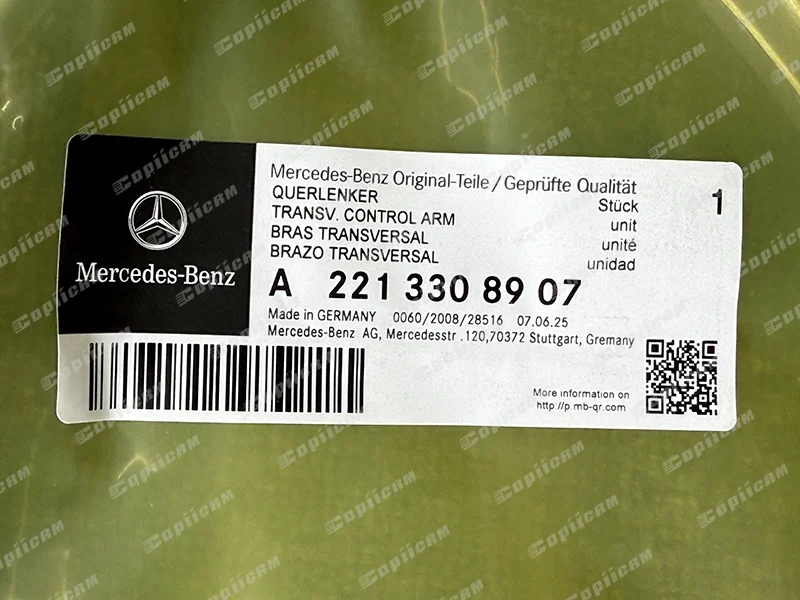 Mercedes-Benz
Mercedes-Benz Original-Teile/Geprüfte Qualität
QUERLENKER Stück 1
TRANSV. CONTROL ARM unit
BRAS TRANSVERSAL unité
BRAZO TRANSVERSAL unidad
A 221 330 89 07
Made in GERMANY 0060/2008/28516 07.06.25
Mercedes-Benz AG, Mercedesstr .120,70372 Stuttgart, Gremany
More information on
http://p.mb-qr.com
Copiicam